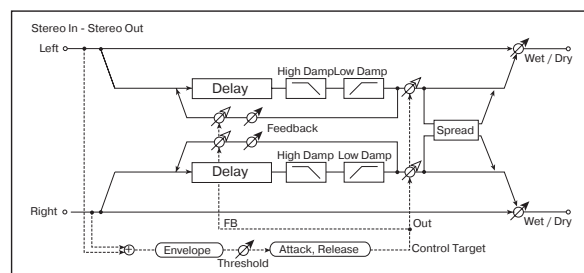 Stereo In - Stereo Out
Left
Wet / Dry
High Damp Low Damp
Delay
Feedback
Spread
High Damp Low Damp
Delay
Right
FB
Out
Wet / Dry
Envelope
Threshold
Attack, Release
Control Target